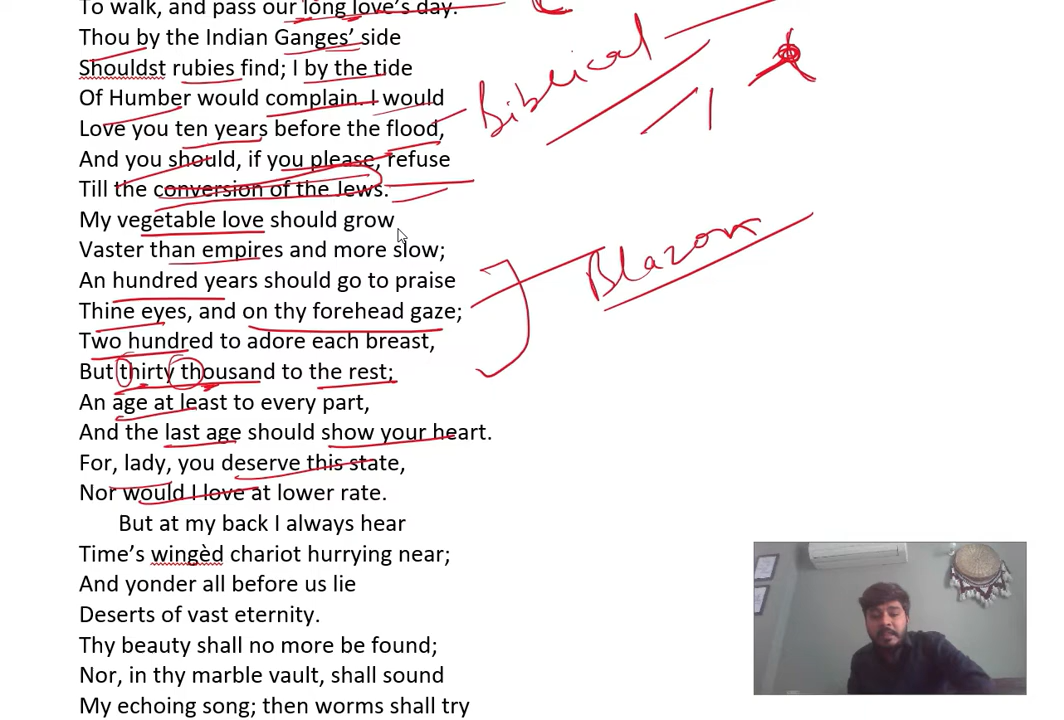 To walk, and pass our long love's day.
Thou by the Indian Ganges' side
Shouldst rubies find; I by the tide
Of Humber would complain. I would
Love you ten years before the flood,
Biblical
And you should, if you please, refuse
Till the conversion of the Jews.
My vegetable love should grow
Vaster than empires and more slow;
An hundred years should go to praise
Blazon
Thine eyes, and on thy forehead gaze;
Two hundred to adore each breast,
But thirty thousand to the rest;
An age at least to every part,
And the last age should show your heart.
For, lady, you deserve this state,
Nor would I love at lower rate.
But at my back I always hear
Time's wingèd chariot hurrying near;
And yonder all before us lie
Deserts of vast eternity.
Thy beauty shall no more be found;
Nor, in thy marble vault, shall sound
My echoing song; then worms shall try